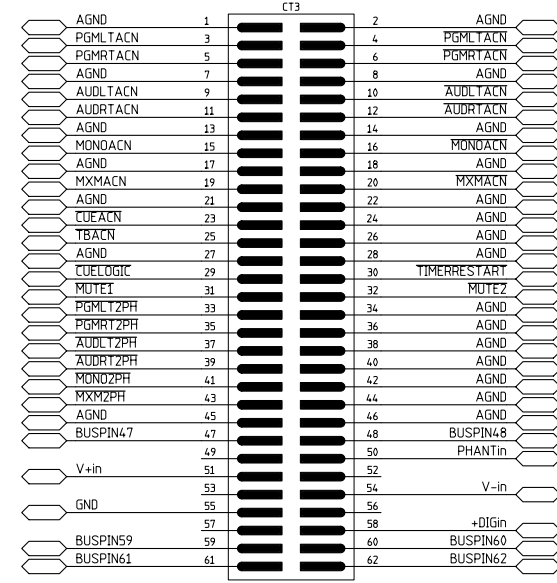 CT3
AGND 1 2 AGND
PGMLTACN 3 4 PGMLTACN
PGMRTACN 5 6 PGMRTACN
AGND 7 8 AGND
AUDLTACN 9 10 AUDLTACN
AUDRTACN 11 12 AUDRTACN
AGND 13 14 AGND
MONOACN 15 16 MONOACN
AGND 17 18 AGND
MXMACN 19 20 MXMACN
AGND 21 22 AGND
CUEACN 23 24 AGND
TBACN 25 26 AGND
AGND 27 28 AGND
CUELOGIC 29 30 TIMERRESTART
MUTE1 31 32 MUTE2
PGMLT2PH 33 34 AGND
PGMRT2PH 35 36 AGND
AUDLT2PH 37 38 AGND
AUDRT2PH 39 40 AGND
MONO2PH 41 42 AGND
MXM2PH 43 44 AGND
AGND 45 46 AGND
BUSPIN47 47 48 BUSPIN48
49 50 PHANTin
V+in 51 52
53 54 V-in
GND 55 56
57 58 +DIGin
BUSPIN59 59 60 BUSPIN60
BUSPIN61 61 62 BUSPIN62